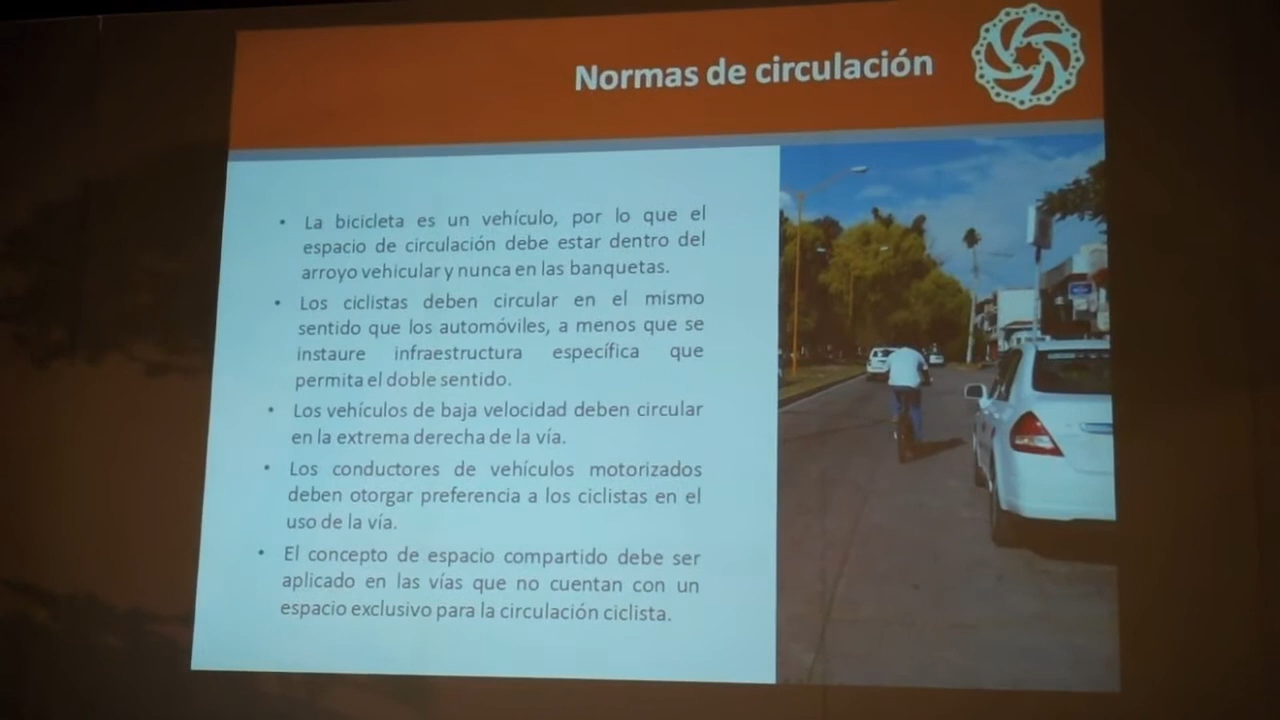 Normas de circulación
• La bicicleta es un vehículo, por lo que el
espacio de circulación debe estar dentro del
arroyo vehicular y nunca en las banquetas.
• Los ciclistas deben circular en el mismo
sentido que los automóviles, a menos que se
instaure infraestructura específica que
permita el doble sentido.
• Los vehículos de baja velocidad deben circular
en la extrema derecha de la vía.
• Los conductores de vehículos motorizados
deben otorgar preferencia a los ciclistas en el
uso de la vía.
• El concepto de espacio compartido debe ser
aplicado en las vías que no cuentan con un
espacio exclusivo para la circulación ciclista.